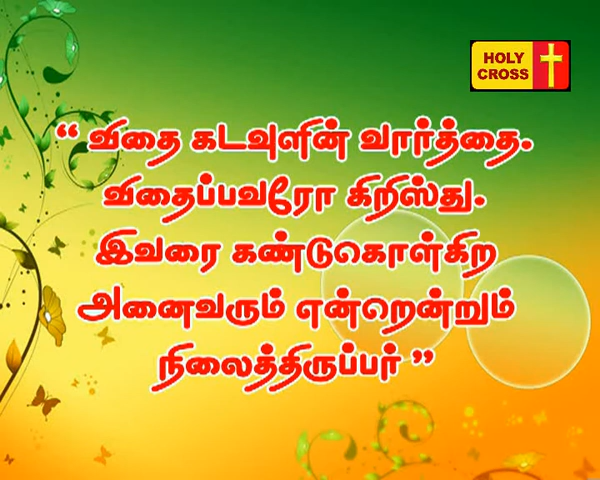 HOLY
CROSS
“ விதை கடவுளின் வார்த்தை.
விதைப்பவரோ கிறிஸ்து.
இவரை கண்டுகொள்கிற
அனைவரும் என்றென்றும்
நிலைத்திருப்பர் ”